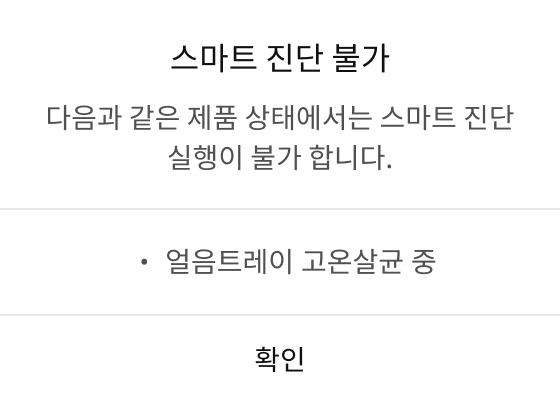 스마트 진단 불가
다음과 같은 제품 상태에서는 스마트 진단
실행이 불가 합니다.
• 얼음트레이 고온살균 중
확인